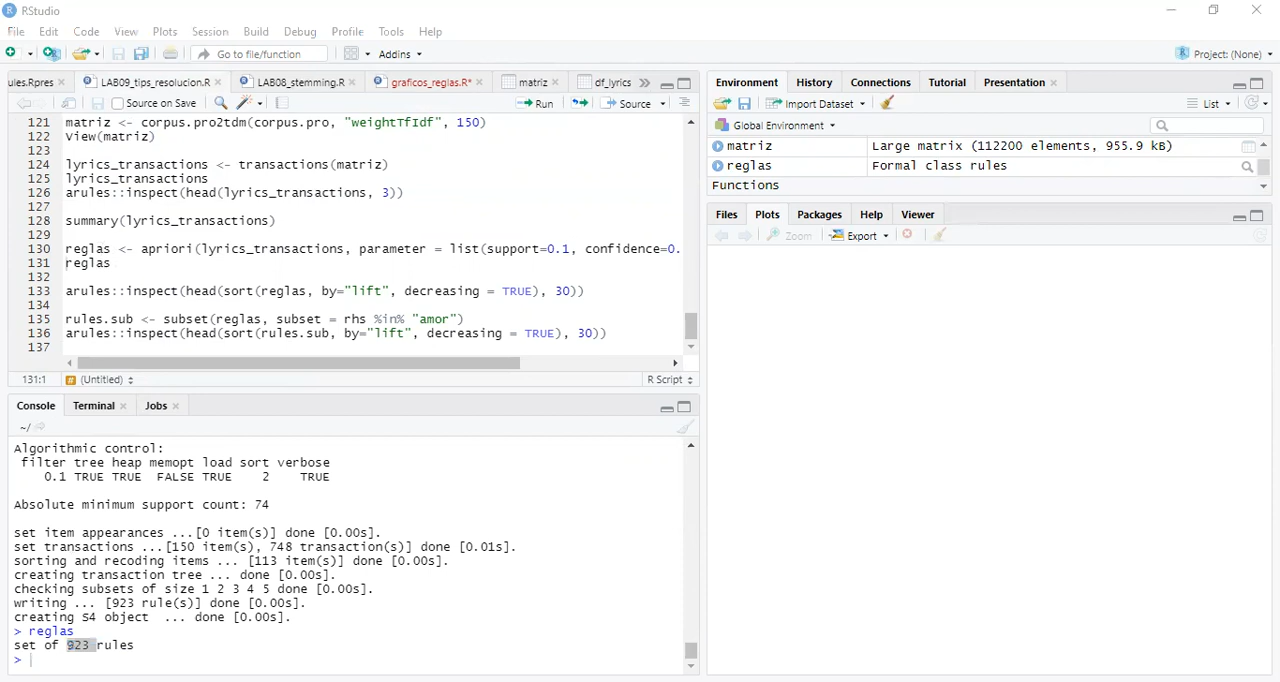 RStudio
File Edit Code View Plots Session Build Debug Profile Tools Help
Go to file/function Addins Project: (None)
ules.Rpres LAB09_tips_resolucion.R LAB08_stemming.R graficos_reglas.R* matriz df_lyrics
Source on Save Run Source
121 matriz <- corpus.pro2tdm(corpus.pro, "weightTfIdf", 150)
122 View(matriz)
123
124 lyrics_transactions <- transactions(matriz)
125 lyrics_transactions
126 arules::inspect(head(lyrics_transactions, 3))
127
128 summary(lyrics_transactions)
129
130 reglas <- apriori(lyrics_transactions, parameter = list(support=0.1, confidence=0.
131 reglas
132
133 arules::inspect(head(sort(reglas, by="lift", decreasing = TRUE), 30))
134
135 rules.sub <- subset(reglas, subset = rhs %in% "amor")
136 arules::inspect(head(sort(rules.sub, by="lift", decreasing = TRUE), 30))
137
131:1 (Untitled) R Script
Console Terminal Jobs
~/
Algorithmic control:
filter tree heap memopt load sort verbose
0.1 TRUE TRUE FALSE TRUE 2 TRUE
Absolute minimum support count: 74
set item appearances ...[0 item(s)] done [0.00s].
set transactions ...[150 item(s), 748 transaction(s)] done [0.01s].
sorting and recoding items ... [113 item(s)] done [0.00s].
creating transaction tree ... done [0.00s].
checking subsets of size 1 2 3 4 5 done [0.00s].
writing ... [923 rule(s)] done [0.00s].
creating S4 object ... done [0.00s].
> reglas
set of 923 rules
>
Environment History Connections Tutorial Presentation
Import Dataset List
Global Environment
matriz Large matrix (112200 elements, 955.9 kB)
reglas Formal class rules
Functions
Files Plots Packages Help Viewer
Zoom Export